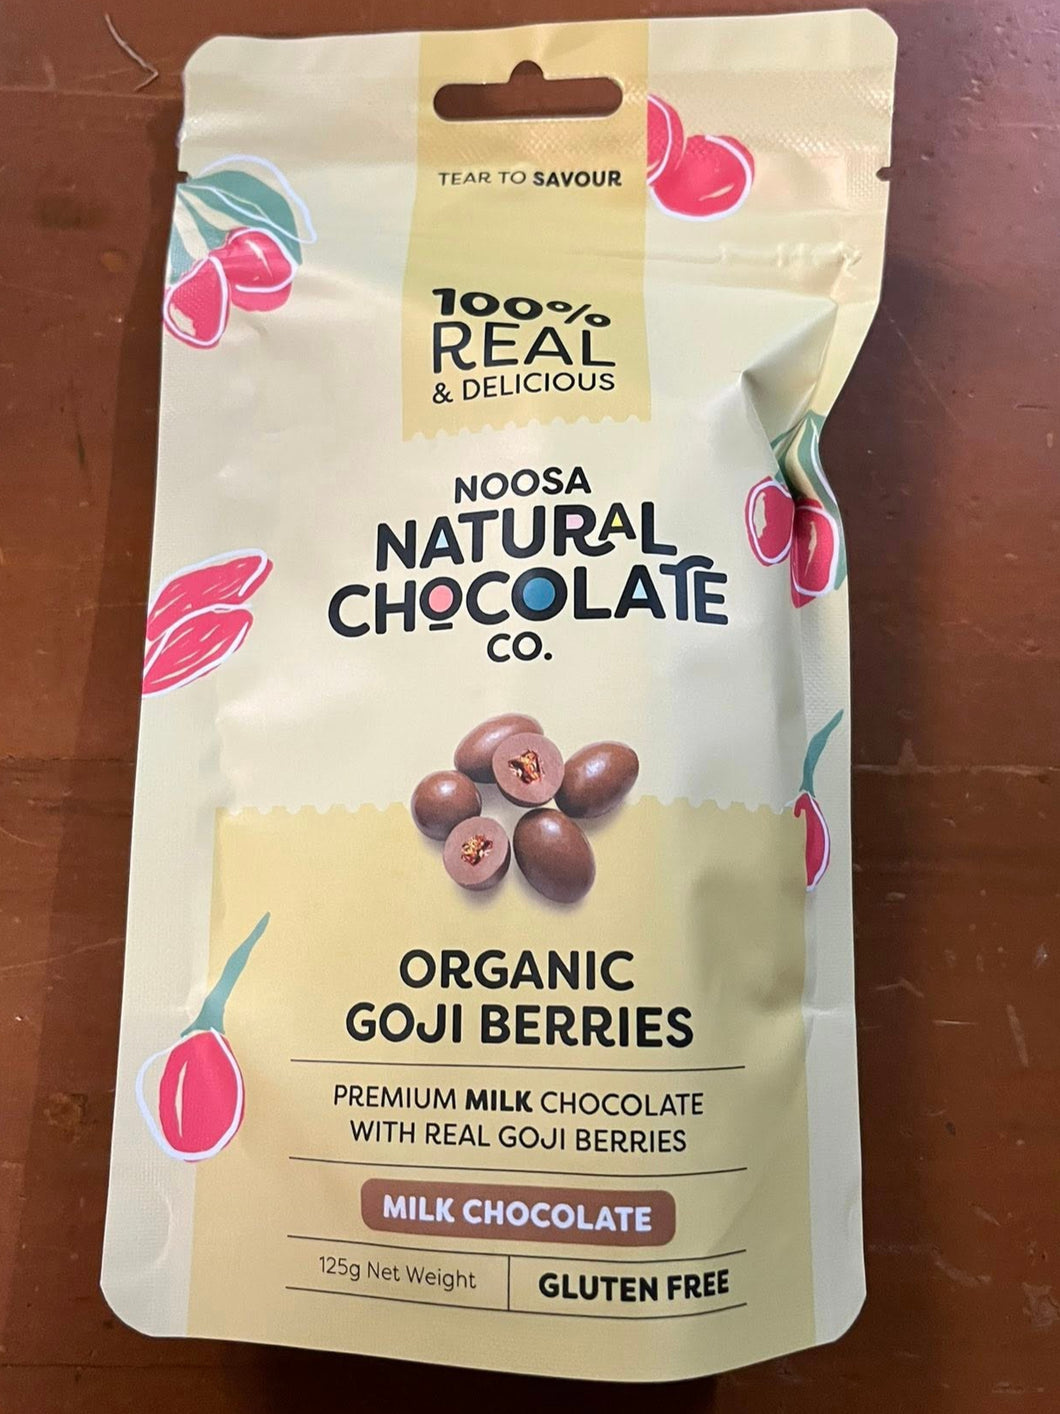 TEAR TO SAVOUR
100%
REAL
& DELICIOUS
NOOSA
NATURAL
CHOCOLATE
CO.
ORGANIC
GOJI BERRIES
PREMIUM MILK CHOCOLATE
WITH REAL GOJI BERRIES
MILK CHOCOLATE
125g Net Weight
GLUTEN FREE